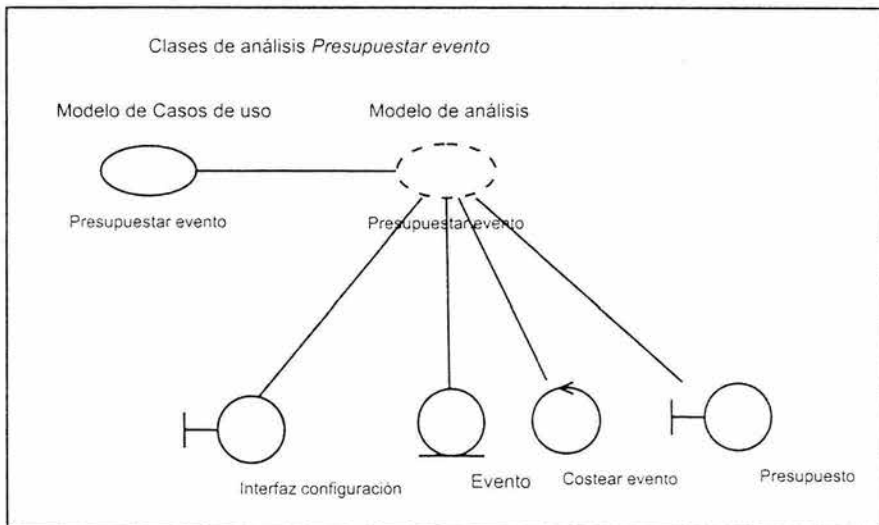 Clases de análisis Presupuestar evento
Modelo de Casos de uso
Modelo de análisis
Presupuestar evento
Presupuestar evento
Interfaz configuración
Evento
Costear evento
Presupuesto